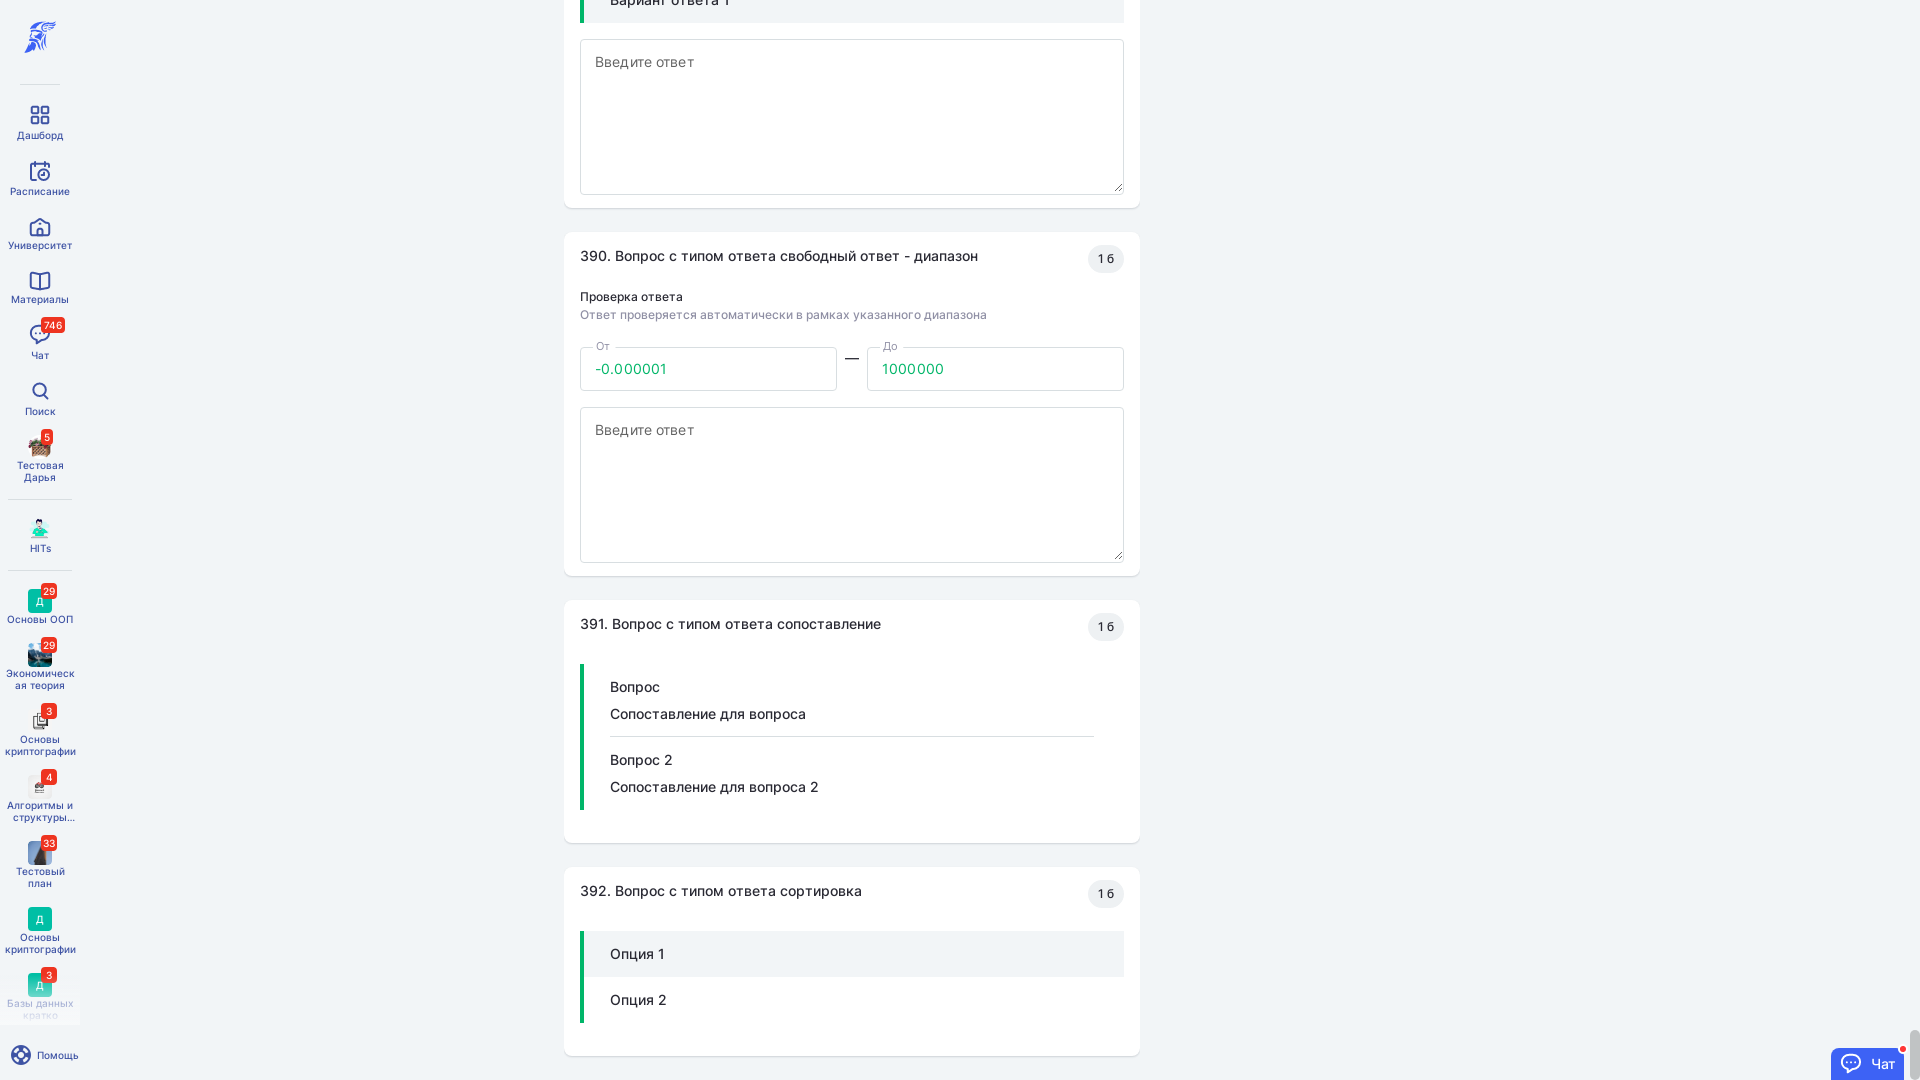 Дашборд
Расписание
Университет
Материалы
746
Чат
Поиск
5
Тестовая
Дарья
HITs
29
Д
Основы ООП
29
Экономическ
ая теория
3
Основы
криптографии
4
Алгоритмы и
структуры...
33
Тестовый
план
Д
Основы
криптографии
3
Д
Базы данных
кратко
Помощь
Вариант ответа 1
Введите ответ
390. Вопрос с типом ответа свободный ответ - диапазон
1 б
Проверка ответа
Ответ проверяется автоматически в рамках указанного диапазона
От
-0.000001
—
До
1000000
Введите ответ
391. Вопрос с типом ответа сопоставление
1 б
Вопрос
Сопоставление для вопроса
Вопрос 2
Сопоставление для вопроса 2
392. Вопрос с типом ответа сортировка
1 б
Опция 1
Опция 2
Чат